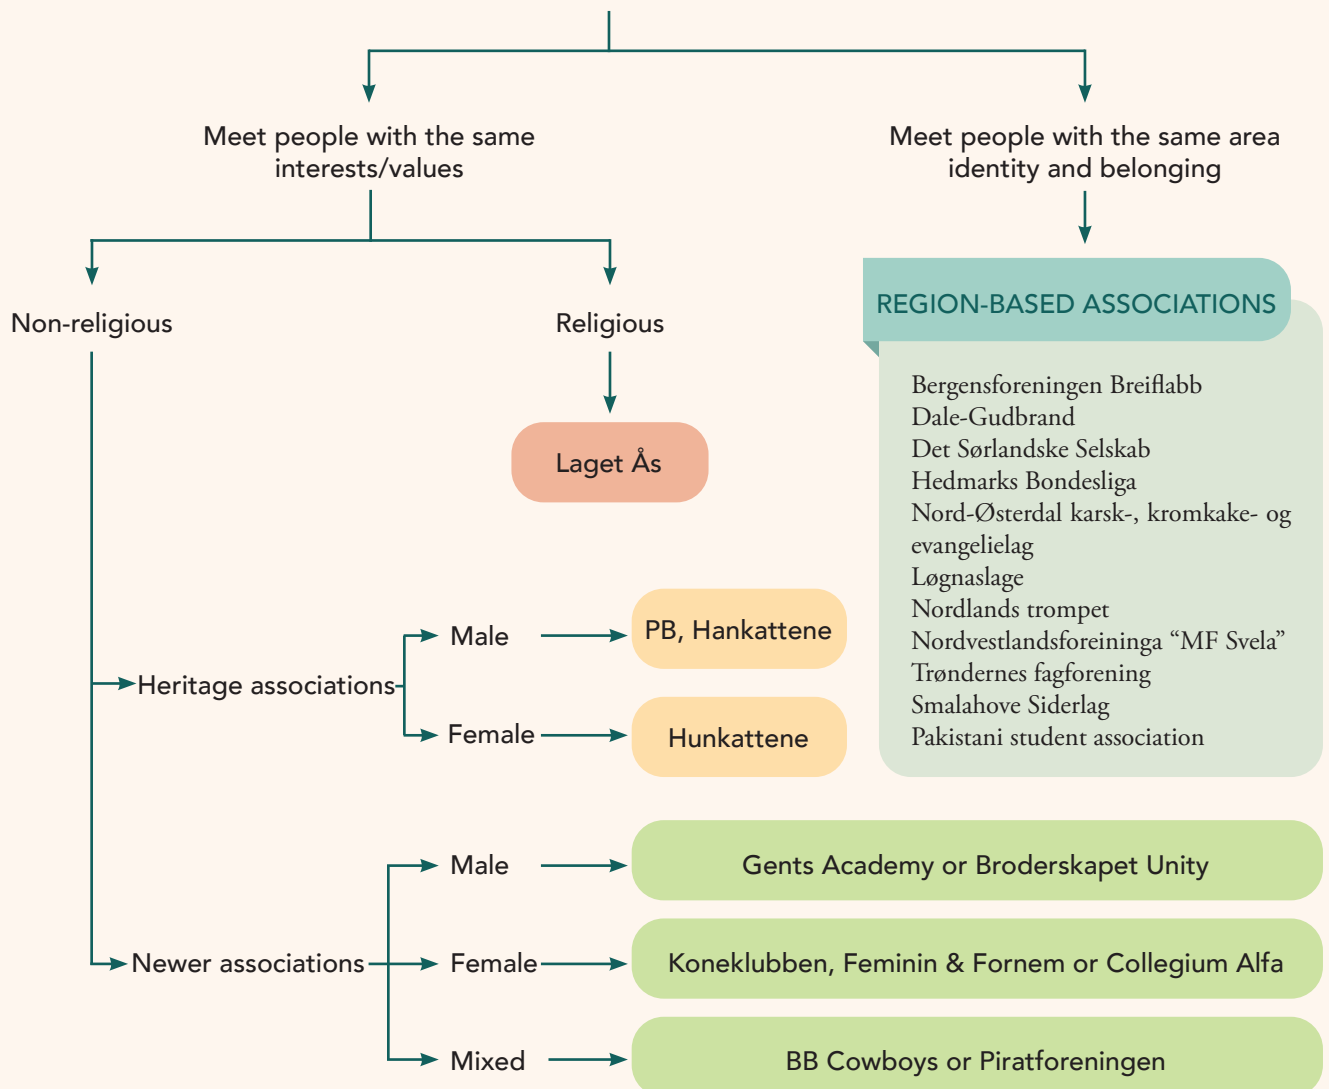 Meet people with the same
interests/values
Meet people with the same area
identity and belonging
Non-religious
Religious
Laget Ås
REGION-BASED ASSOCIATIONS
Bergensforeningen Breiflabb
Dale-Gudbrand
Det Sørlandske Selskab
Hedmarks Bondesliga
Nord-Østerdal karsk-, kromkake- og
evangelielag
Løgnaslage
Nordlands trompet
Nordvestlandsforeininga “MF Svela”
Trøndernes fagforening
Smalahove Siderlag
Pakistani student association
Heritage associations
Male
PB, Hankattene
Female
Hunkattene
Newer associations
Male
Gents Academy or Broderskapet Unity
Female
Koneklubben, Feminin & Fornem or Collegium Alfa
Mixed
BB Cowboys or Piratforeningen